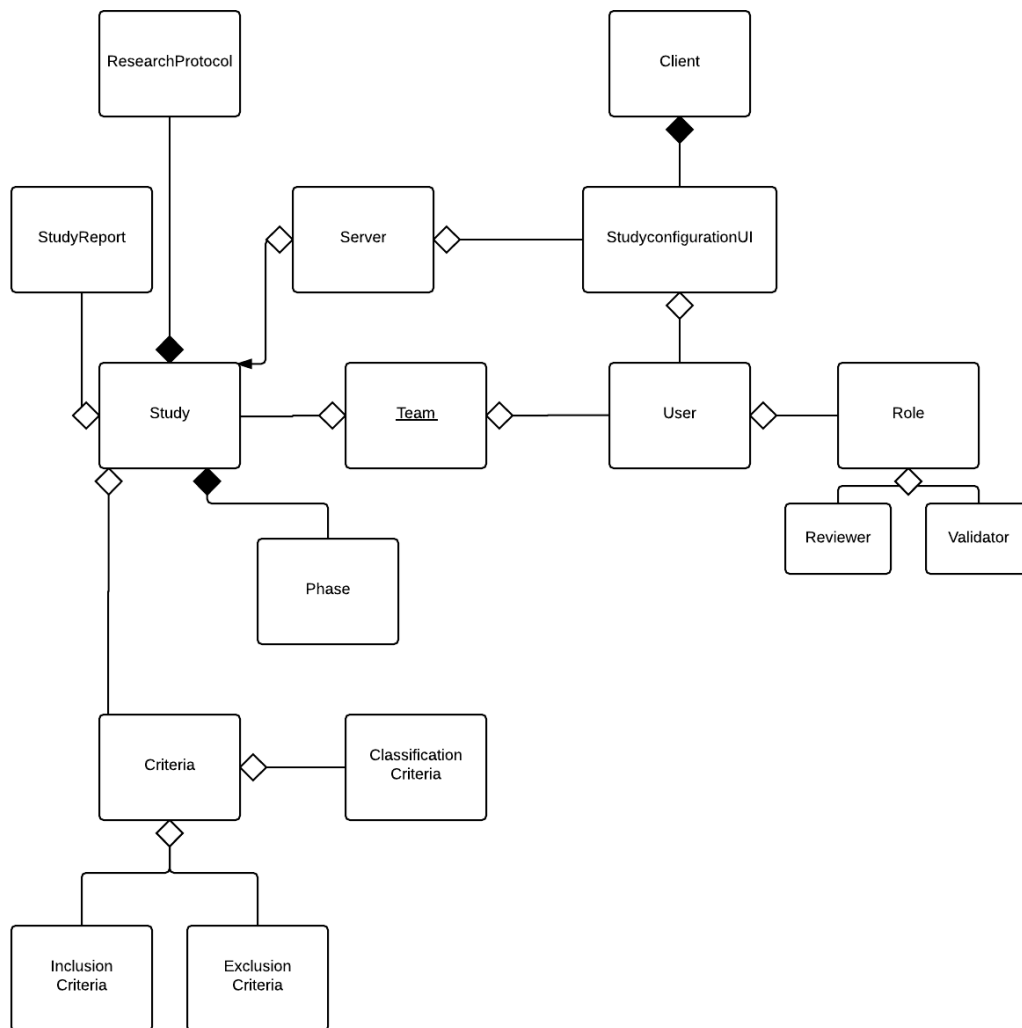 ResearchProtocol
Client
StudyReport
Server
StudyconfigurationUI
Study
Team
User
Role
Reviewer
Validator
Phase
Criteria
Classification
Criteria
Inclusion
Criteria
Exclusion
Criteria